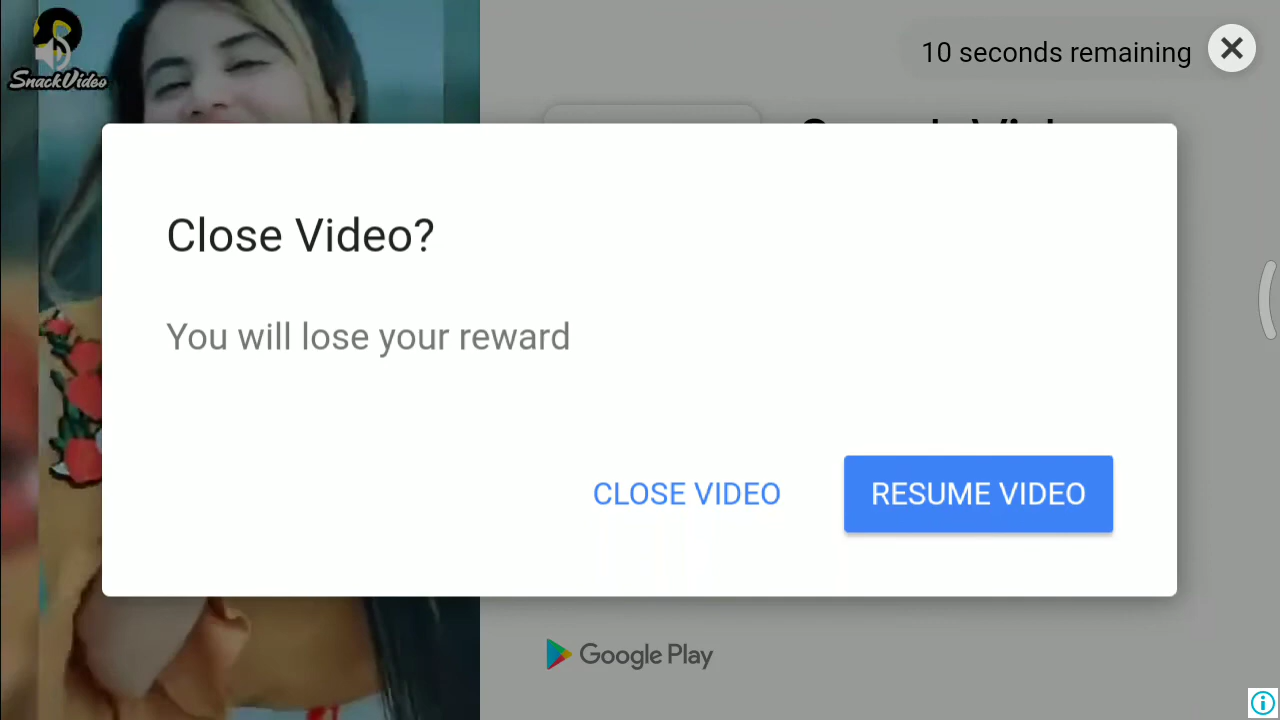 SnackVideo
10 seconds remaining
Close Video?
You will lose your reward
CLOSE VIDEO
RESUME VIDEO
Google Play